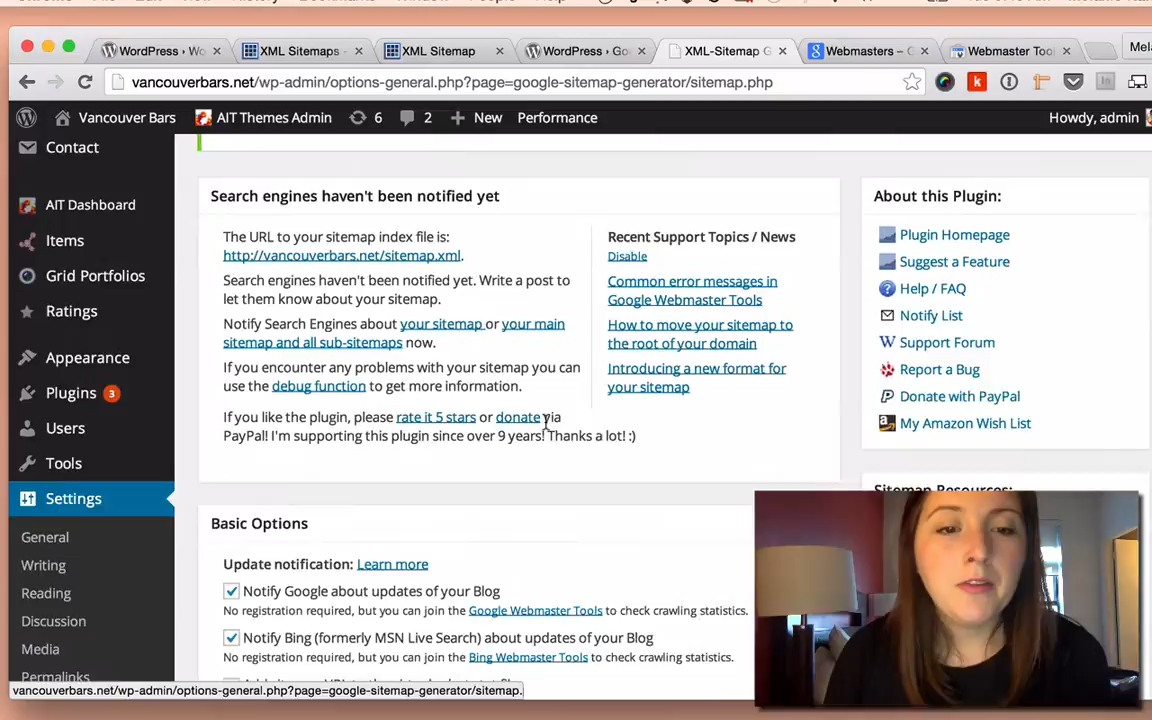 WordPress › Wo
XML Sitemaps -
XML Sitemap
WordPress › Go
XML-Sitemap G
Webmasters – G
Webmaster Too
Mela
vancouverbars.net/wp-admin/options-general.php?page=google-sitemap-generator/sitemap.php
Vancouver Bars
AIT Themes Admin
6
2
New
Performance
Howdy, admin
Contact
AIT Dashboard
Items
Grid Portfolios
Ratings
Appearance
Plugins 3
Users
Tools
Settings
General
Writing
Reading
Discussion
Media
Permalinks
Search engines haven't been notified yet
The URL to your sitemap index file is:
http://vancouverbars.net/sitemap.xml.
Search engines haven't been notified yet. Write a post to
let them know about your sitemap.
Notify Search Engines about your sitemap or your main
sitemap and all sub-sitemaps now.
If you encounter any problems with your sitemap you can
use the debug function to get more information.
If you like the plugin, please rate it 5 stars or donate via
PayPal! I'm supporting this plugin since over 9 years! Thanks a lot! :)
Recent Support Topics / News
Disable
Common error messages in
Google Webmaster Tools
How to move your sitemap to
the root of your domain
Introducing a new format for
your sitemap
Basic Options
Update notification: Learn more
Notify Google about updates of your Blog
No registration required, but you can join the Google Webmaster Tools to check crawling statistics.
Notify Bing (formerly MSN Live Search) about updates of your Blog
No registration required, but you can join the Bing Webmaster Tools to check crawling statistics.
About this Plugin:
Plugin Homepage
Suggest a Feature
Help / FAQ
Notify List
Support Forum
Report a Bug
Donate with PayPal
My Amazon Wish List
Sitemap Resources:
vancouverbars.net/wp-admin/options-general.php?page=google-sitemap-generator/sitemap.